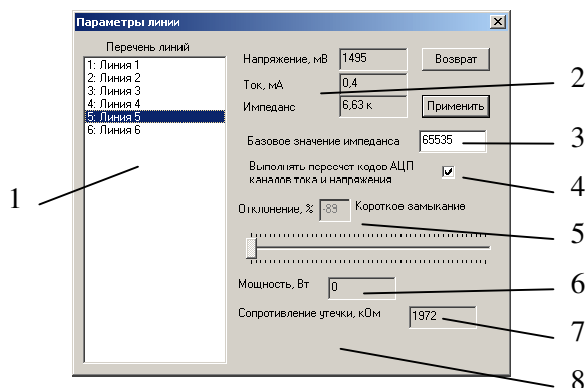 Параметры линии
Перечень линий
1: Линия 1
2: Линия 2
3: Линия 3
4: Линия 4
5: Линия 5
6: Линия 6
Напряжение, мВ 1495 Возврат
Ток, мА 0,4
Импеданс 6,63 к Применить
Базовое значение импеданса 65535
Выполнять пересчет кодов АЦП
каналов тока и напряжения
Отклонение, % -89 Короткое замыкание
Мощность, Вт 0
Сопротивление утечки, кОм 1972
1
2
3
4
5
6
7
8